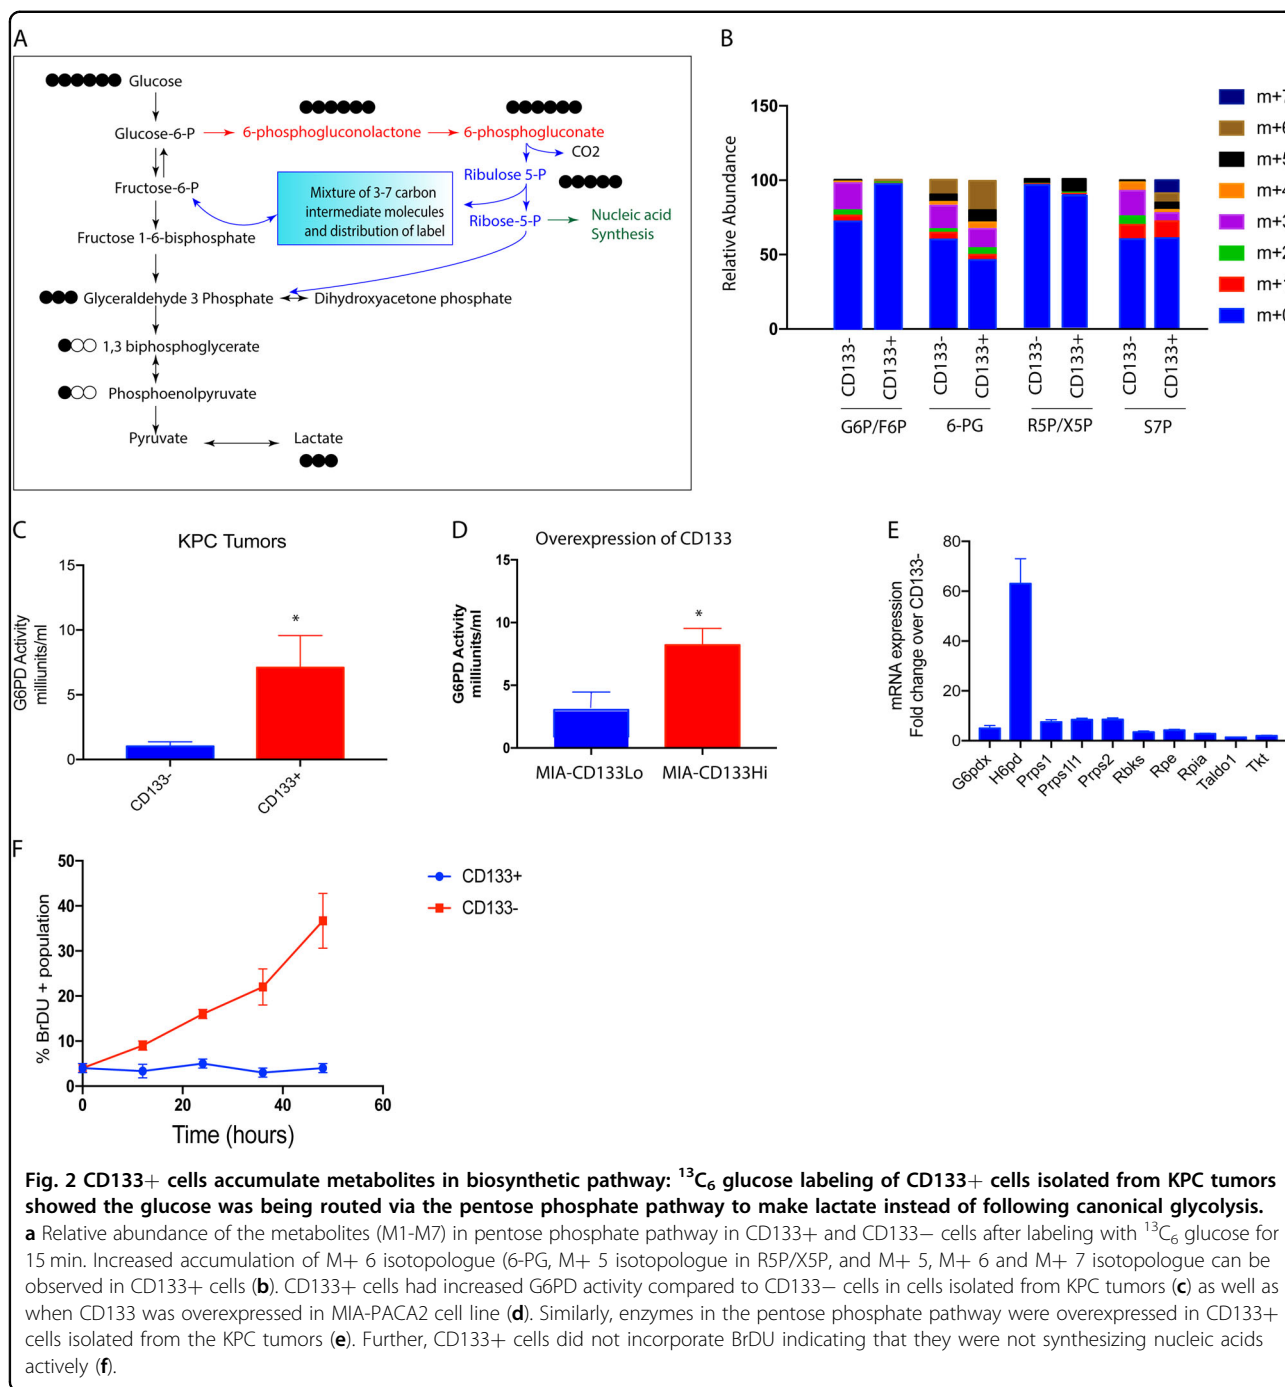 A
Glucose
Glucose-6-P
6-phosphogluconolactone
6-phosphogluconate
CO2
Fructose-6-P
Ribulose 5-P
Mixture of 3-7 carbon
intermediate molecules
and distribution of label
Ribose-5-P
Nucleic acid
Synthesis
Fructose 1-6-bisphosphate
Glyceraldehyde 3 Phosphate
Dihydroxyacetone phosphate
1,3 biphosphoglycerate
Phosphoenolpyruvate
Pyruvate
Lactate
B
Relative Abundance
150
100
50
0
CD133-
CD133+
CD133-
CD133+
CD133-
CD133+
CD133-
CD133+
G6P/F6P
6-PG
R5P/X5P
S7P
m+7
m+6
m+5
m+4
m+3
m+2
m+1
m+0
C
KPC Tumors
G6PD Activity
milliunits/ml
15
10
5
0
*
CD133-
CD133+
D
Overexpression of CD133
G6PD Activity
milliunits/ml
15
10
5
0
*
MIA-CD133Lo
MIA-CD133Hi
E
mRNA expression
Fold change over CD133-
80
60
40
20
0
G6pdx
H6pd
Prps1
Prps1l1
Prps2
Rbks
Rpe
Rpia
Taldo1
Tkt
F
% BrDU + population
50
40
30
20
10
0
0
20
40
60
Time (hours)
CD133+
CD133-
Fig. 2 CD133+ cells accumulate metabolites in biosynthetic pathway: ¹³C₆ glucose labeling of CD133+ cells isolated from KPC tumors
showed the glucose was being routed via the pentose phosphate pathway to make lactate instead of following canonical glycolysis.
a Relative abundance of the metabolites (M1-M7) in pentose phosphate pathway in CD133+ and CD133− cells after labeling with ¹³C₆ glucose for
15 min. Increased accumulation of M+ 6 isotopologue (6-PG, M+ 5 isotopologue in R5P/X5P, and M+ 5, M+ 6 and M+ 7 isotopologue can be
observed in CD133+ cells (b). CD133+ cells had increased G6PD activity compared to CD133− cells in cells isolated from KPC tumors (c) as well as
when CD133 was overexpressed in MIA-PACA2 cell line (d). Similarly, enzymes in the pentose phosphate pathway were overexpressed in CD133+
cells isolated from the KPC tumors (e). Further, CD133+ cells did not incorporate BrDU indicating that they were not synthesizing nucleic acids
actively (f).